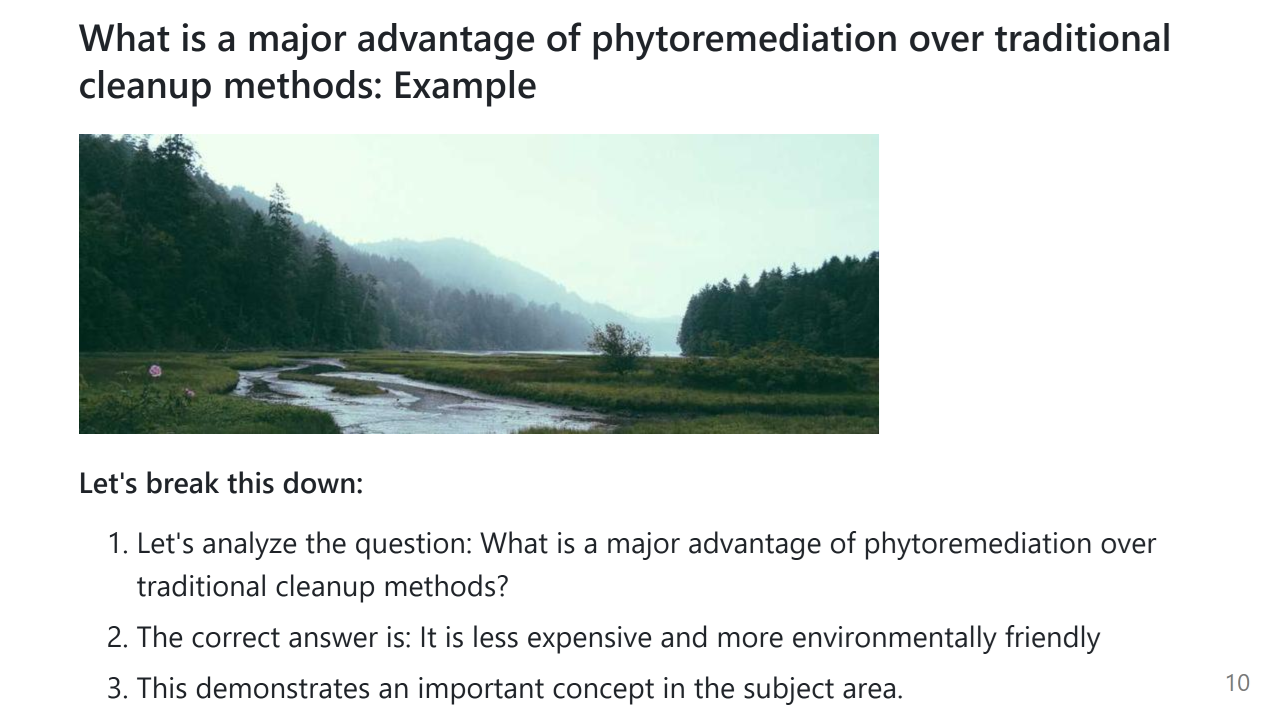 What is a major advantage of phytoremediation over traditional
cleanup methods: Example
Let's break this down:
1. Let's analyze the question: What is a major advantage of phytoremediation over
traditional cleanup methods?
2. The correct answer is: It is less expensive and more environmentally friendly
3. This demonstrates an important concept in the subject area.
10